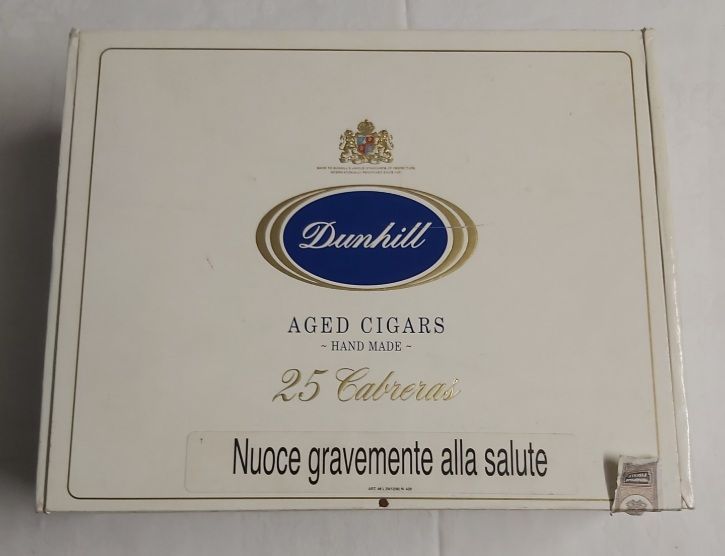 Dunhill
AGED CIGARS
~ HAND MADE ~
25 Cabreras
Nuoce gravemente alla salute